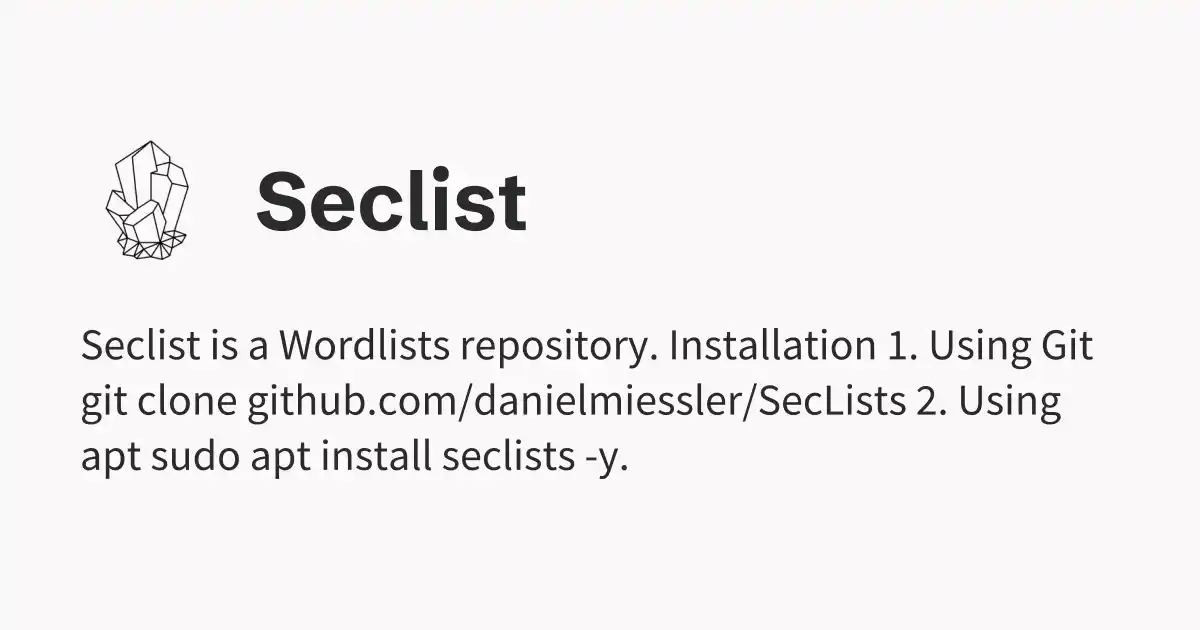 Seclist
Seclist is a Wordlists repository. Installation 1. Using Git
git clone github.com/danielmiessler/SecLists 2. Using
apt sudo apt install seclists -y.